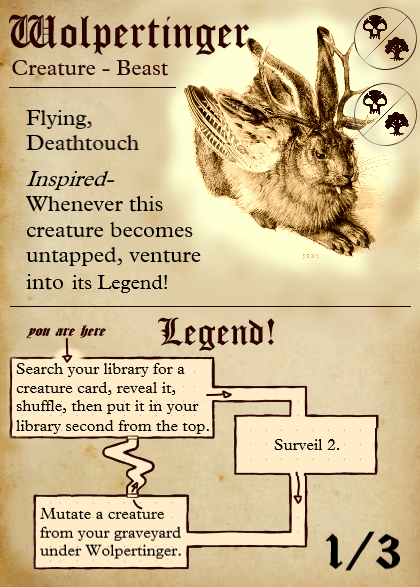 Wolpertinger
Creature - Beast
Flying,
Deathtouch
Inspired-
Whenever this
creature becomes
untapped, venture
into its Legend!
you are here
Legend!
Search your library for a
creature card, reveal it,
shuffle, then put it in your
library second from the top.
Surveil 2.
Mutate a creature
from your graveyard
under Wolpertinger.
1/3